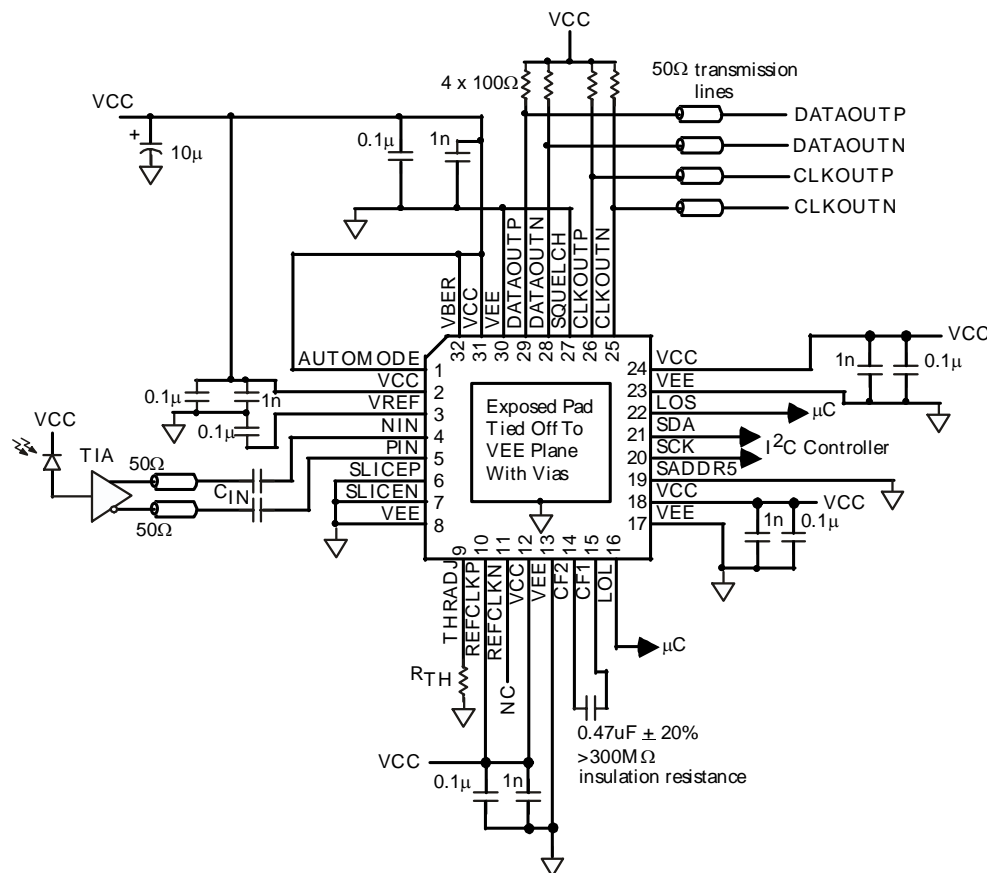 VCC
4 x 100Ω
50Ω transmission
lines
DATAOUTP
DATAOUTN
CLKOUTP
CLKOUTN
VCC
+
10µ
0.1µ
1n
VBER
VCC
VEE
DATAOUTP
DATAOUTN
SQUELCH
CLKOUTP
CLKOUTN
32
31
30
29
28
27
26
25
AUTOMODE
1
VCC
2
VREF
3
NIN
4
PIN
5
SLICEP
6
SLICEN
7
VEE
8
0.1µ
1n
0.1µ
VCC
TIA
50Ω
50Ω
CIN
Exposed Pad
Tied Off To
VEE Plane
With Vias
24
VCC
23
VEE
22
LOS
21
SDA
20
SCK
19
SADDR5
18
VCC
17
VEE
VCC
1n
0.1µ
µC
I2C Controller
VCC
1n
0.1µ
9
10
11
12
13
14
15
16
THRADJ
REFCLKP
REFCLKN
VCC
VEE
CF2
CF1
LOL
µC
RTH
NC
0.47uF ± 20%
>300MΩ
insulation resistance
VCC
0.1µ
1n